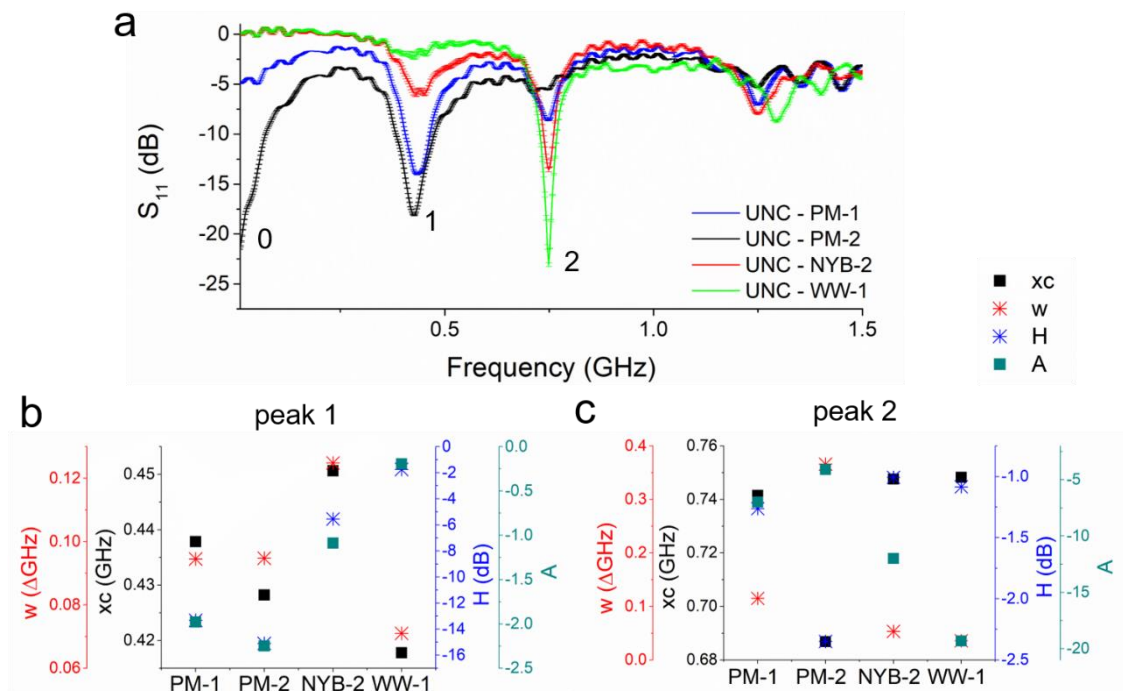 a
0
-5
-10
-15
-20
-25
S11 (dB)
0
1
2
UNC - PM-1
UNC - PM-2
UNC - NYB-2
UNC - WW-1
0.5
1.0
1.5
Frequency (GHz)
xc
w
H
A
b
peak 1
w (ΔGHz)
0.12
0.10
0.08
0.06
xc (GHz)
0.45
0.44
0.43
0.42
0
-2
-4
-6
-8
-10
-12
-14
-16
H (dB)
0.0
-0.5
-1.0
-1.5
-2.0
-2.5
A
PM-1 PM-2 NYB-2 WW-1
c
peak 2
w (ΔGHz)
0.4
0.3
0.2
0.1
0.0
xc (GHz)
0.76
0.74
0.72
0.70
0.68
-1.0
-1.5
-2.0
-2.5
H (dB)
-5
-10
-15
-20
A
PM-1 PM-2 NYB-2 WW-1